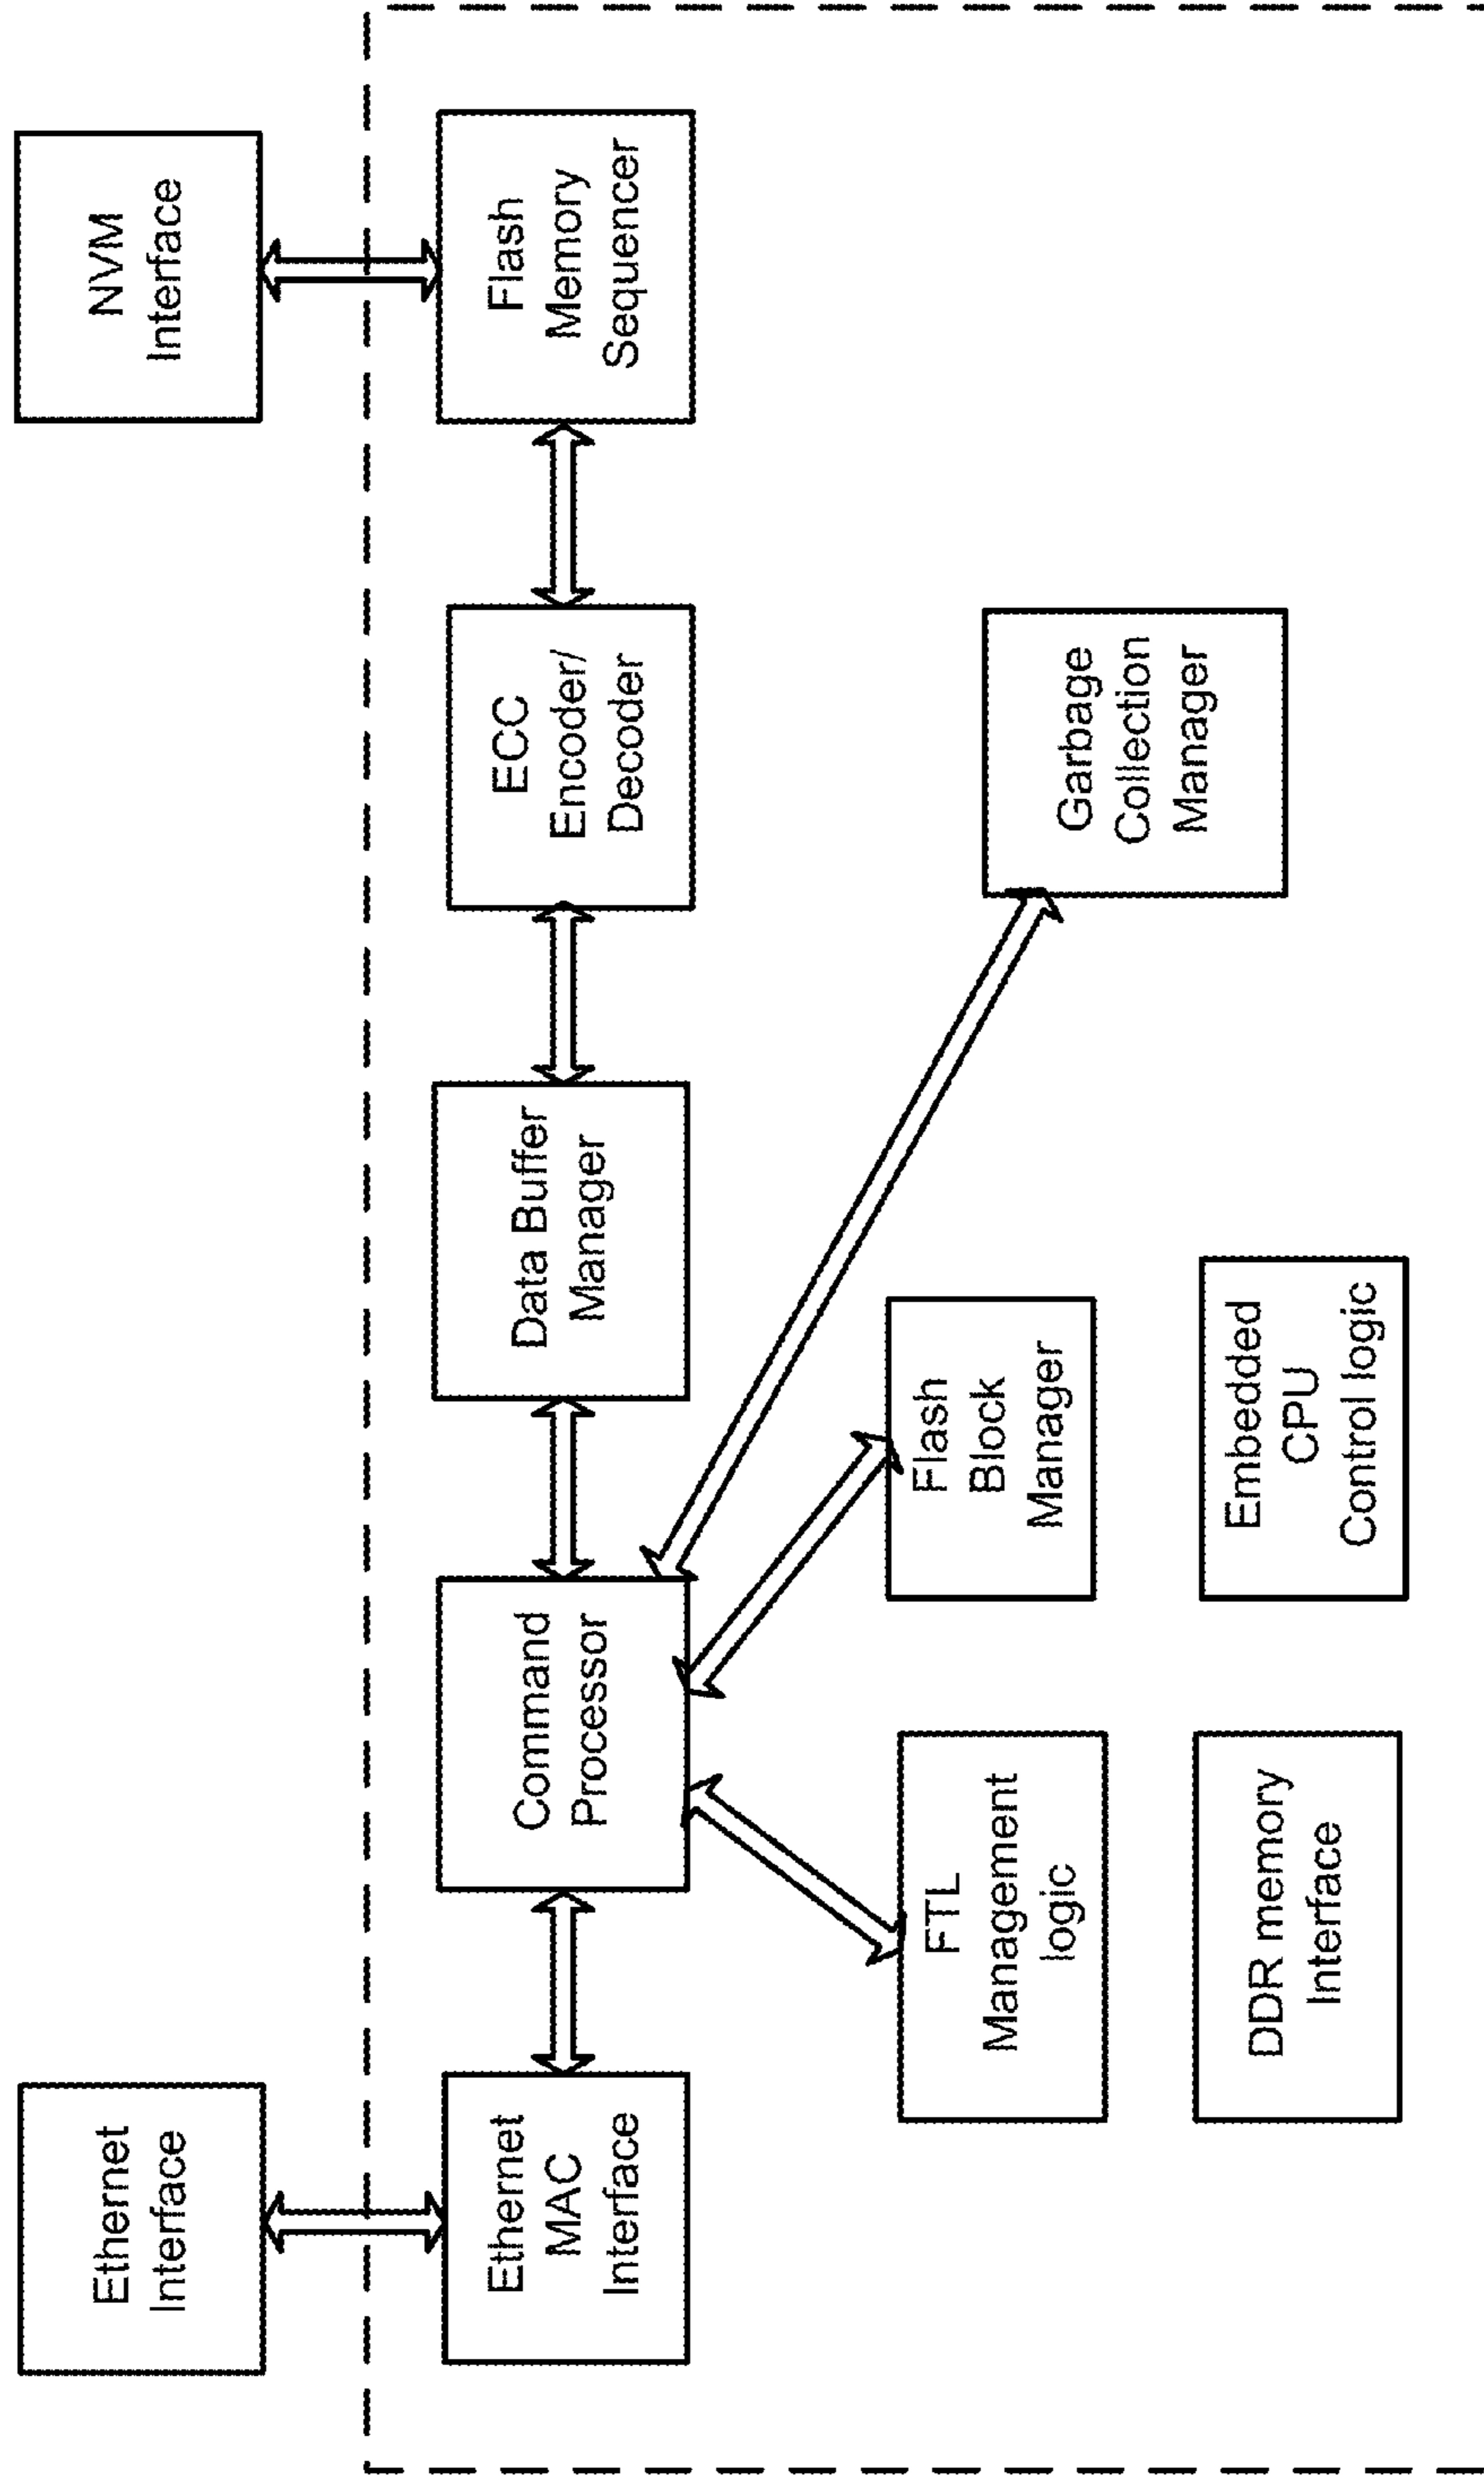 Ethernet
Interface
NVM
Interface
Ethernet
MAC
Interface
Command
Processor
Data Buffer
Manager
ECC
Encoder/
Decoder
Flash
Memory
Sequencer
FTL
Management
logic
Flash
Block
Manager
Garbage
Collection
Manager
DDR memory
Interface
Embedded
CPU
Control logic